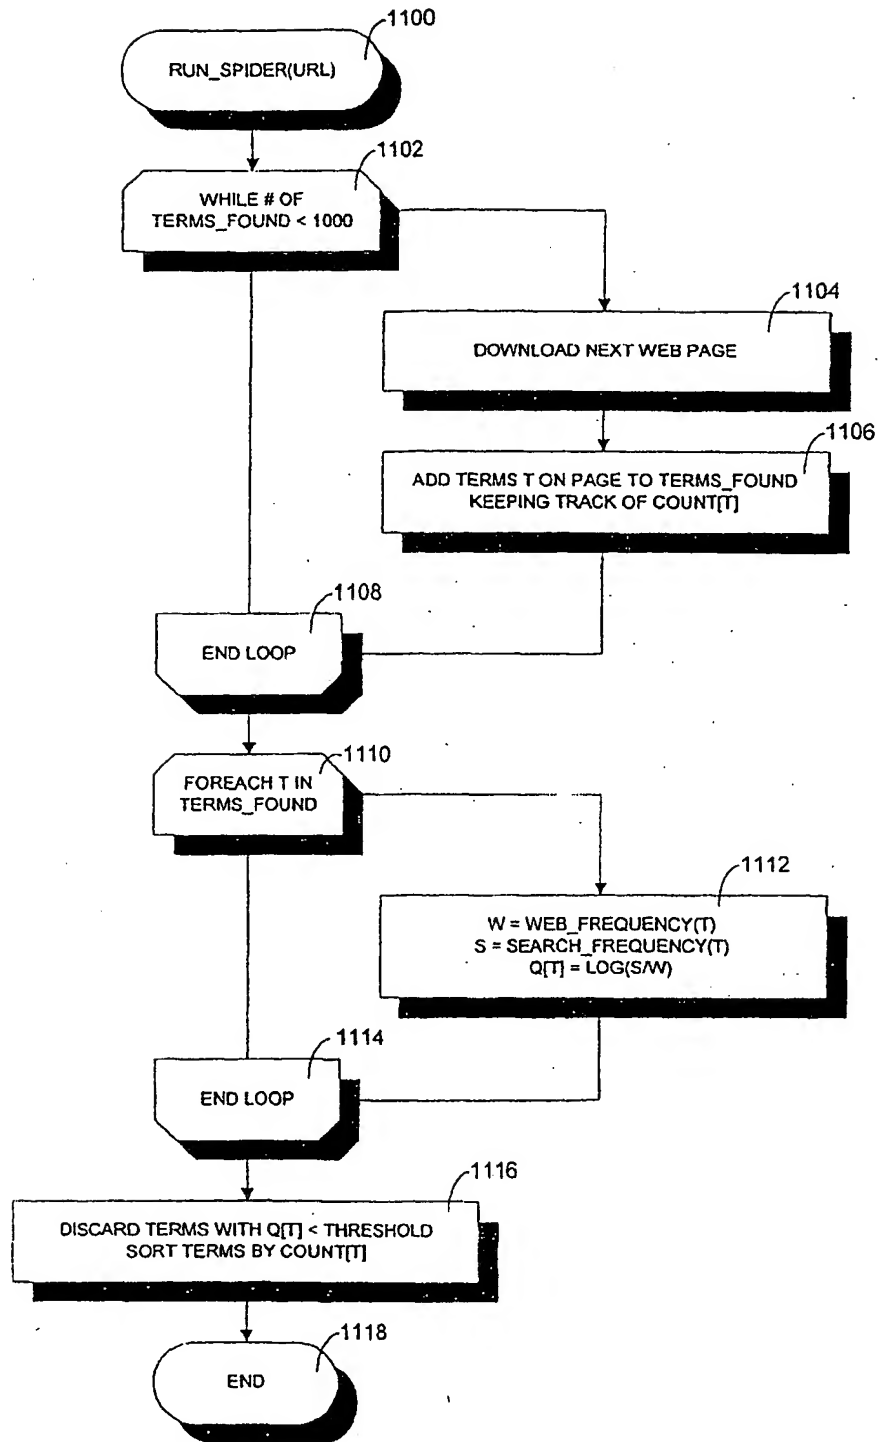 1100
RUN_SPIDER(URL)
1102
WHILE # OF
TERMS_FOUND < 1000
1104
DOWNLOAD NEXT WEB PAGE
1106
ADD TERMS T ON PAGE TO TERMS_FOUND
KEEPING TRACK OF COUNT[T]
1108
END LOOP
1110
FOREACH T IN
TERMS_FOUND
1112
W = WEB_FREQUENCY(T)
S = SEARCH_FREQUENCY(T)
Q[T] = LOG(S/W)
1114
END LOOP
1116
DISCARD TERMS WITH Q[T] < THRESHOLD
SORT TERMS BY COUNT[T]
1118
END